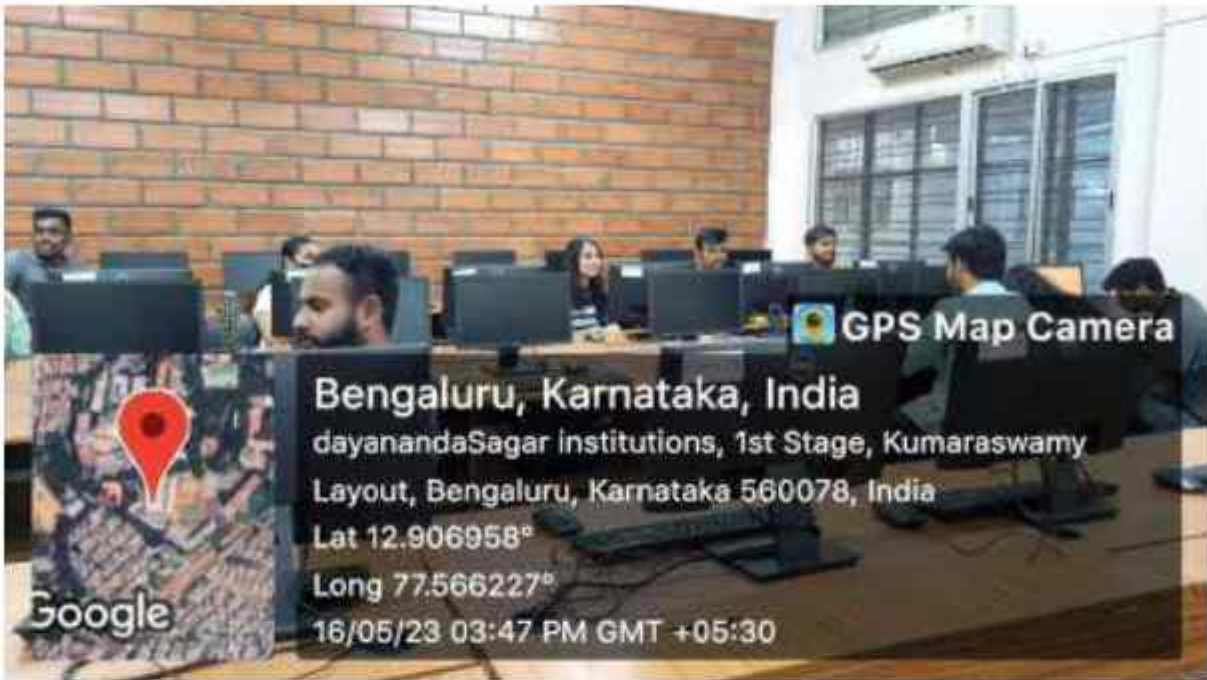 GPS Map Camera
Bengaluru, Karnataka, India
dayanandaSagar institutions, 1st Stage, Kumaraswamy
Layout, Bengaluru, Karnataka 560078, India
Lat 12.906958°
Long 77.566227°
16/05/23 03:47 PM GMT +05:30
Google